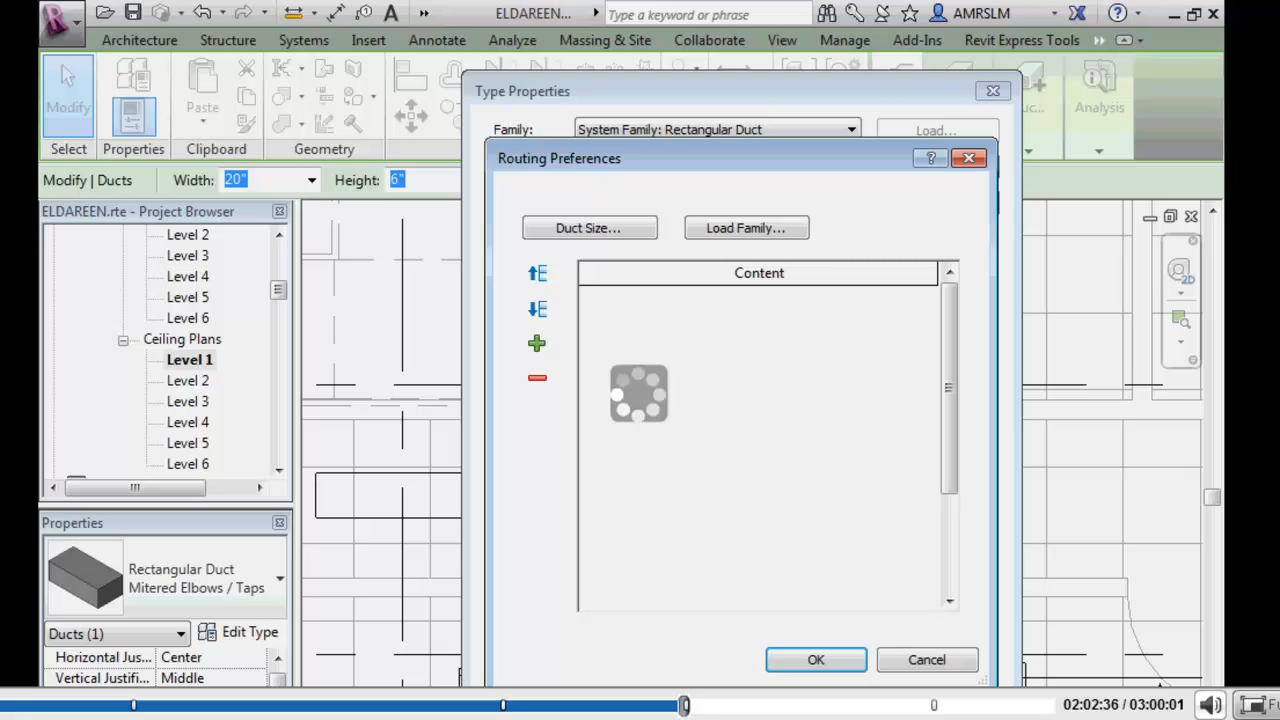 ELDAREEN...
Type a keyword or phrase
AMRSLM
Architecture Structure Systems Insert Annotate Analyze Massing & Site Collaborate View Manage Add-Ins Revit Express Tools
Modify
Paste
Analysis
Select Properties Clipboard Geometry
Modify | Ducts Width: 20" Height: 6"
ELDAREEN.rte - Project Browser
Level 2
Level 3
Level 4
Level 5
Level 6
Ceiling Plans
Level 1
Level 2
Level 3
Level 4
Level 5
Level 6
Properties
Rectangular Duct
Mitered Elbows / Taps
Ducts (1) Edit Type
Horizontal Jus... Center
Vertical Justifi... Middle
Type Properties
Family: System Family: Rectangular Duct Load...
Routing Preferences
Duct Size... Load Family...
Content
OK Cancel
2D
02:02:36 / 03:00:01